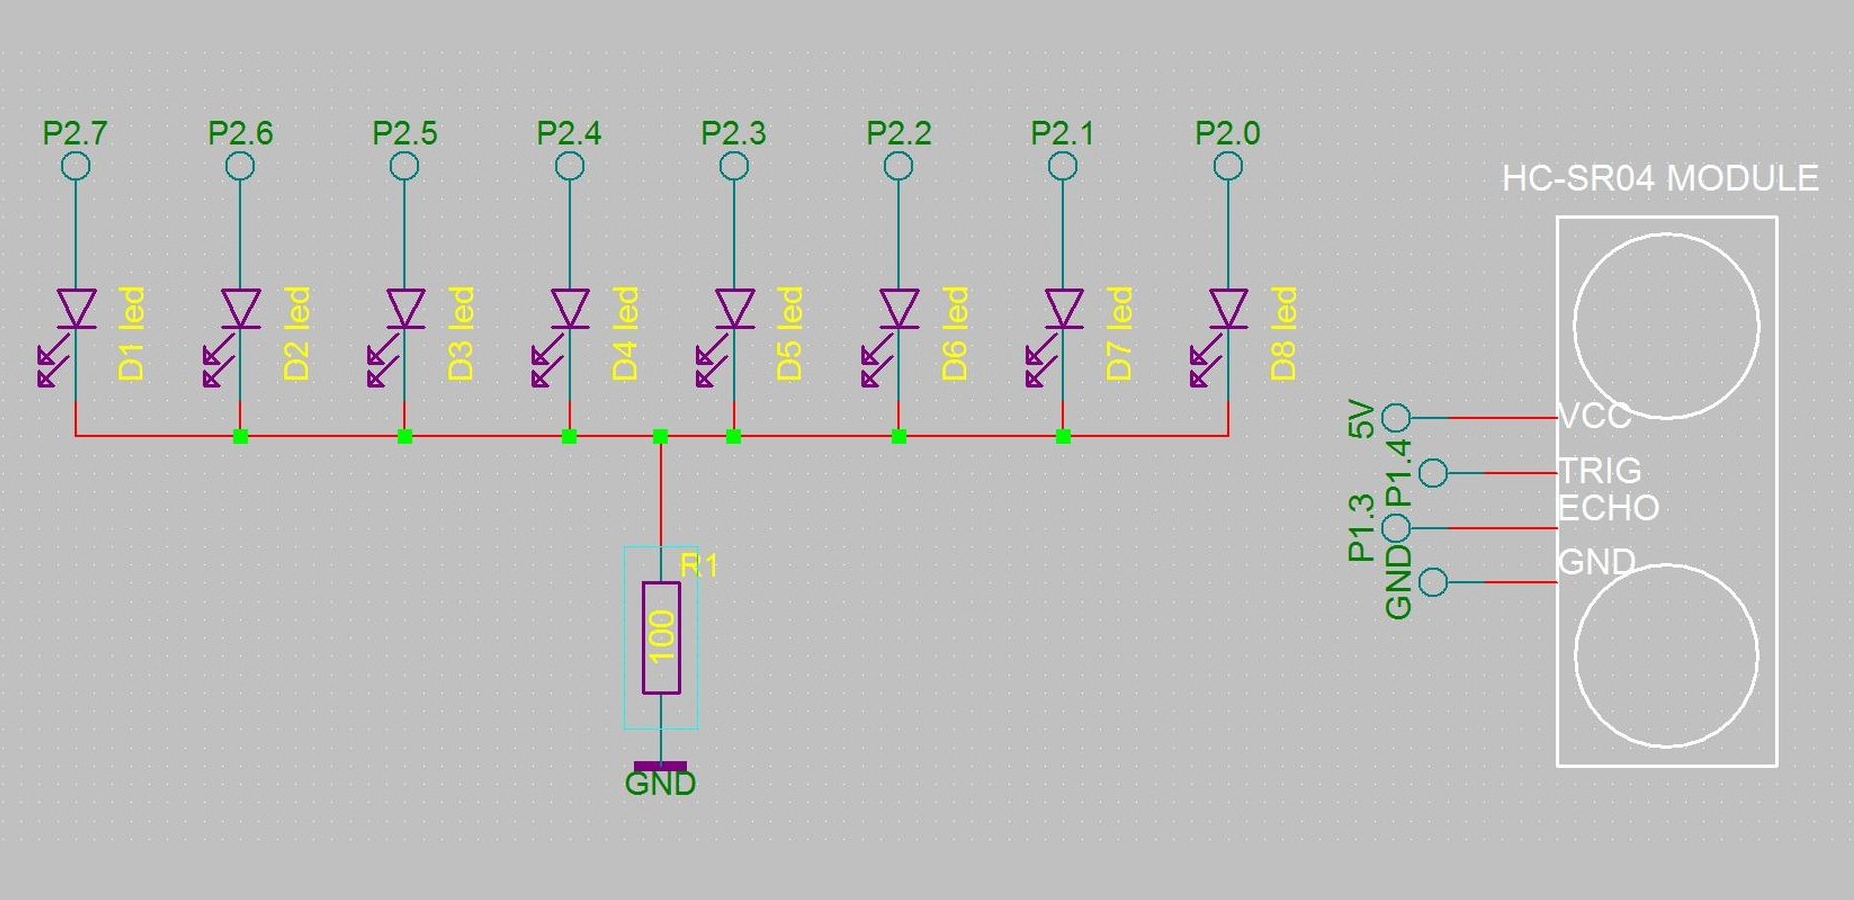 P2.7 P2.6 P2.5 P2.4 P2.3 P2.2 P2.1 P2.0
HC-SR04 MODULE
D1 led
D2 led
D3 led
D4 led
D5 led
D6 led
D7 led
D8 led
5V
VCC
P1.4
TRIG
P1.3
ECHO
GND
GND
R1
100
GND